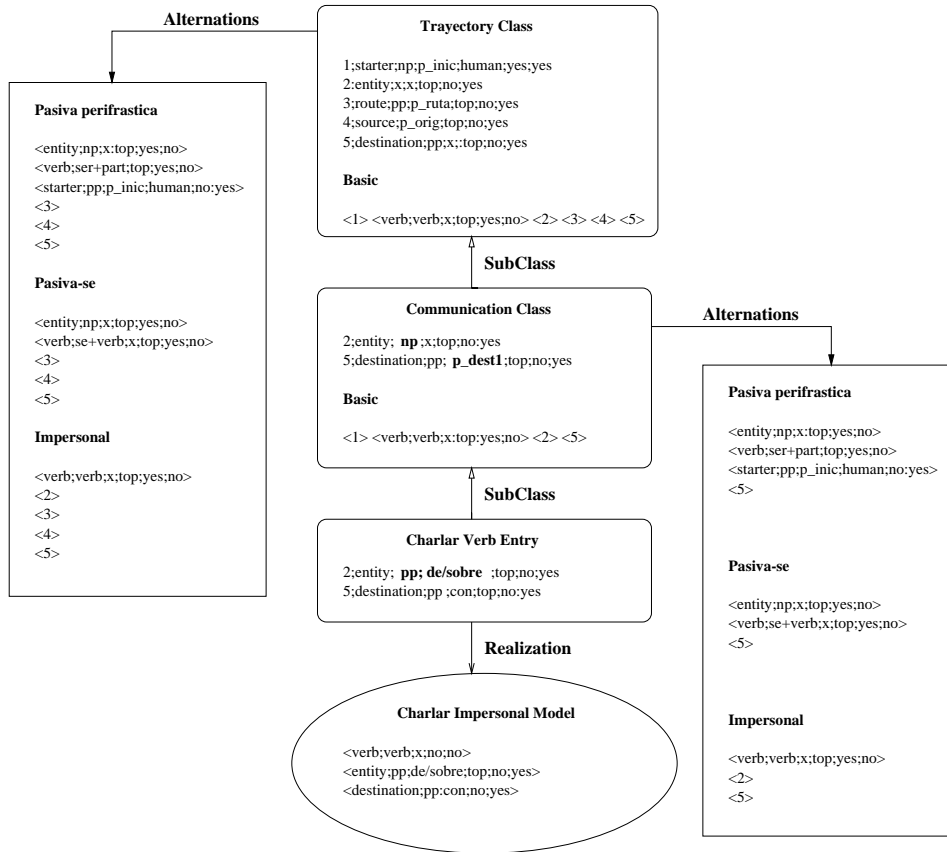 Alternations
Trayectory Class
1;starter;np;p_inic;human;yes;yes
2:entity;x;x;top;no;yes
3;route;pp;p_ruta;top;no;yes
4;source;p_orig;top;no;yes
5;destination;pp;x;:top;no;yes
Basic
<1> <verb;verb;x;top;yes;no> <2> <3> <4> <5>
Pasiva perifrastica
<entity;np;x:top;yes;no>
<verb;ser+part;top;yes;no>
<starter;pp;p_inic;human;no:yes>
<3>
<4>
<5>
Pasiva-se
<entity;np;x;top;yes;no>
<verb;se+verb;x;top;yes;no>
<3>
<4>
<5>
Impersonal
<verb;verb;x;top;yes;no>
<2>
<3>
<4>
<5>
SubClass
Communication Class
2;entity; np ;x;top;no:yes
5;destination;pp; p_dest1;top;no;yes
Basic
<1> <verb;verb;x:top:yes;no> <2> <5>
Alternations
Pasiva perifrastica
<entity;np;x:top;yes;no>
<verb;ser+part;top;yes;no>
<starter;pp;p_inic;human;no:yes>
<5>
Pasiva-se
<entity;np;x;top;yes;no>
<verb;se+verb;x;top;yes;no>
<5>
Impersonal
<verb;verb;x;top;yes;no>
<2>
<5>
SubClass
Charlar Verb Entry
2;entity; pp; de/sobre ;top;no;yes
5;destination;pp ;con;top;no:yes
Realization
Charlar Impersonal Model
<verb;verb;x;no;no>
<entity;pp;de/sobre;top;no;yes>
<destination;pp:con;no;yes>